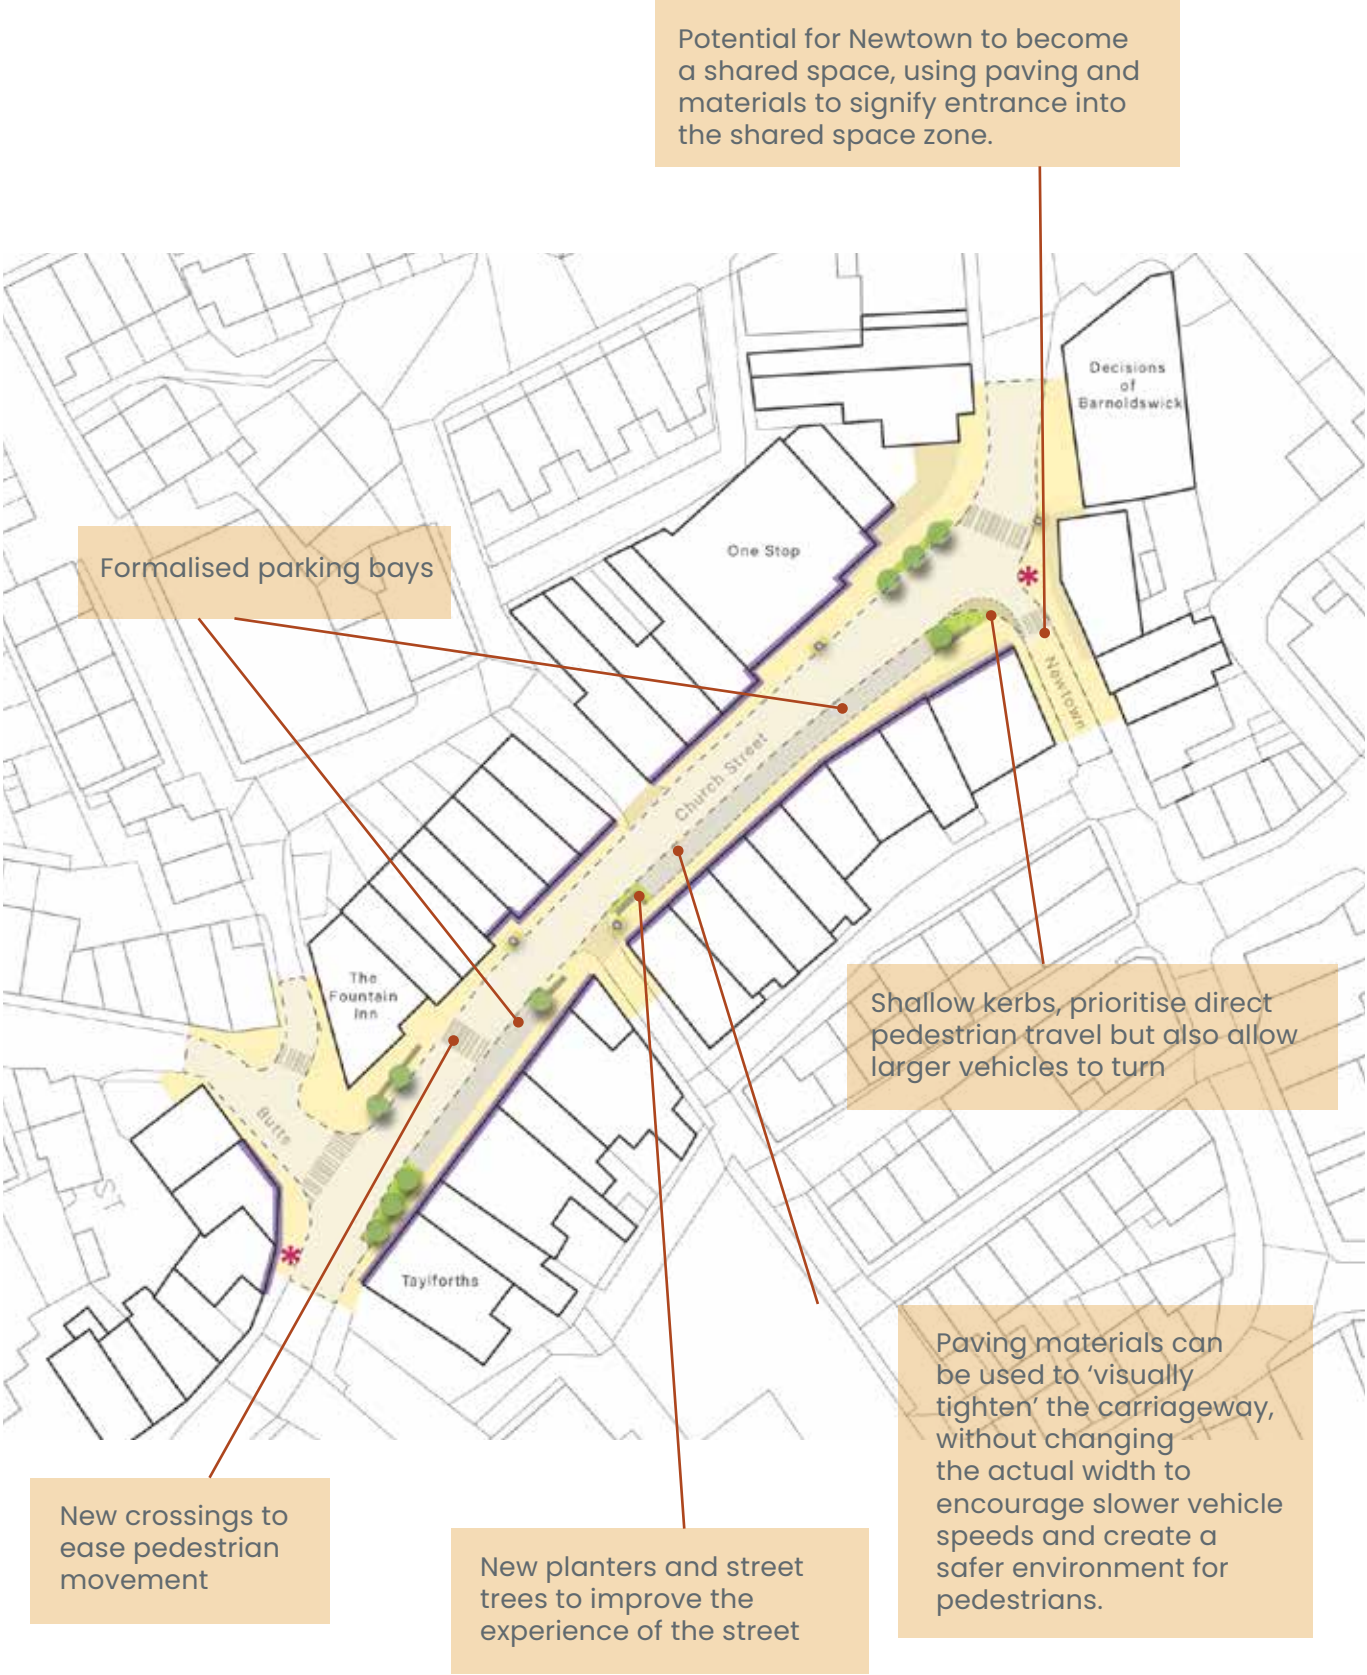 Potential for Newtown to become
a shared space, using paving and
materials to signify entrance into
the shared space zone.
Decisions
of
Barnoldswick
One Stop
Formalised parking bays
Newtown
Church Street
The
Fountain
Inn
Shallow kerbs, prioritise direct
pedestrian travel but also allow
larger vehicles to turn
Butts
ST
Taylforths
Paving materials can
be used to ‘visually
tighten’ the carriageway,
without changing
the actual width to
encourage slower vehicle
speeds and create a
safer environment for
pedestrians.
New crossings to
ease pedestrian
movement
New planters and street
trees to improve the
experience of the street